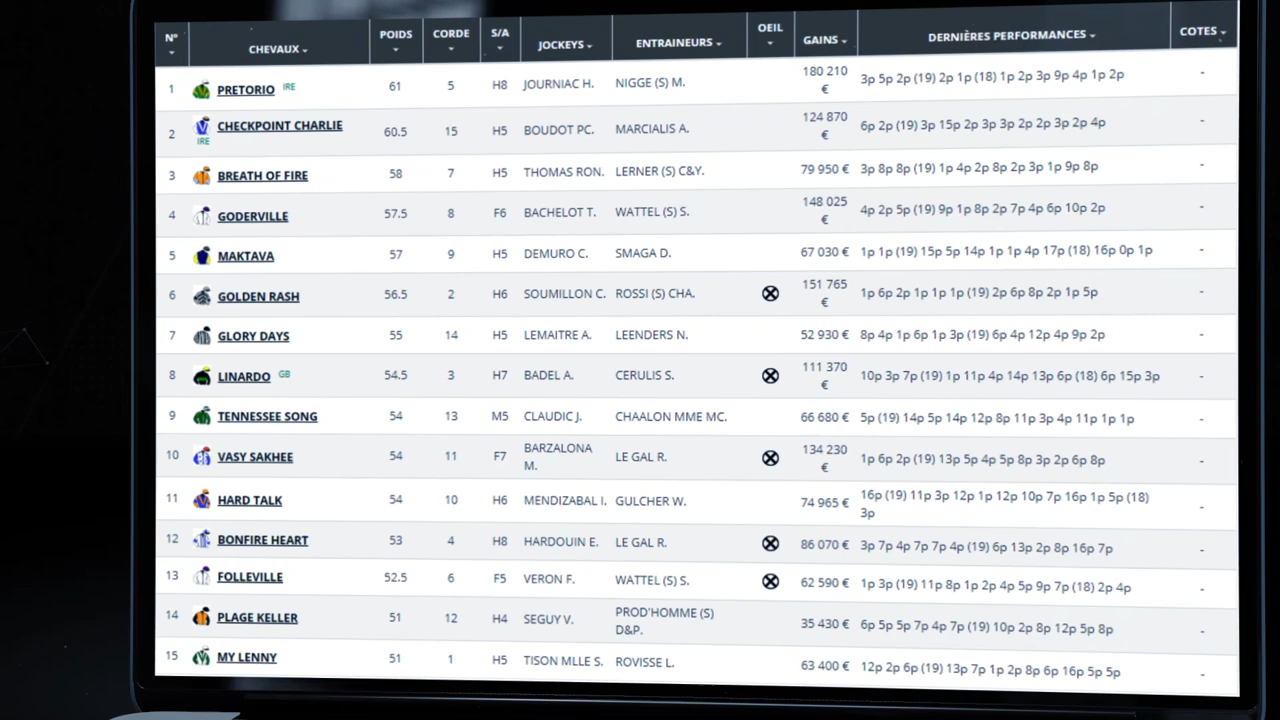 N° CHEVAUX POIDS CORDE S/A JOCKEYS ENTRAINEURS OEIL GAINS DERNIÈRES PERFORMANCES COTES
1 PRETORIO IRE 61 5 H8 JOURNIAC H. NIGGE (S) M. 180 210 € 3p 5p 2p (19) 2p 1p (18) 1p 2p 3p 9p 4p 1p 2p -
2 CHECKPOINT CHARLIE IRE 60.5 15 H5 BOUDOT PC. MARCIALIS A. 124 870 € 6p 2p (19) 3p 15p 2p 3p 3p 2p 2p 3p 2p 4p -
3 BREATH OF FIRE 58 7 H5 THOMAS RON. LERNER (S) C&Y. 79 950 € 3p 8p 8p (19) 1p 4p 2p 8p 2p 3p 1p 9p 8p -
4 GODERVILLE 57.5 8 F6 BACHELOT T. WATTEL (S) S. 148 025 € 4p 2p 5p (19) 9p 1p 8p 2p 7p 4p 6p 10p 2p -
5 MAKTAVA 57 9 H5 DEMURO C. SMAGA D. 67 030 € 1p 1p (19) 15p 5p 14p 1p 1p 4p 17p (18) 16p 0p 1p -
6 GOLDEN RASH 56.5 2 H6 SOUMILLON C. ROSSI (S) CHA. 151 765 € 1p 6p 2p 1p 1p 1p (19) 2p 6p 8p 2p 1p 5p -
7 GLORY DAYS 55 14 H5 LEMAITRE A. LEENDERS N. 52 930 € 8p 4p 1p 6p 1p 3p (19) 6p 4p 12p 4p 9p 2p -
8 LINARDO GB 54.5 3 H7 BADEL A. CERULIS S. 111 370 € 10p 3p 7p (19) 1p 11p 4p 14p 13p 6p (18) 6p 15p 3p -
9 TENNESSEE SONG 54 13 M5 CLAUDIC J. CHAALON MME MC. 66 680 € 5p (19) 14p 5p 14p 12p 8p 11p 3p 4p 11p 1p 1p -
10 VASY SAKHEE 54 11 F7 BARZALONA M. LE GAL R. 134 230 € 1p 6p 2p (19) 13p 5p 4p 5p 8p 3p 2p 6p 8p -
11 HARD TALK 54 10 H6 MENDIZABAL I. GULCHER W. 74 965 € 16p (19) 11p 3p 12p 1p 12p 10p 7p 16p 1p 5p (18) 3p -
12 BONFIRE HEART 53 4 H8 HARDOUIN E. LE GAL R. 86 070 € 3p 7p 4p 7p 7p 4p (19) 6p 13p 2p 8p 16p 7p -
13 FOLLEVILLE 52.5 6 F5 VERON F. WATTEL (S) S. 62 590 € 1p 3p (19) 11p 8p 1p 2p 4p 5p 9p 7p (18) 2p 4p -
14 PLAGE KELLER 51 12 H4 SEGUY V. PROD'HOMME (S) D&P. 35 430 € 6p 5p 5p 7p 4p 7p (19) 10p 2p 8p 12p 5p 8p -
15 MY LENNY 51 1 H5 TISON MLLE S. ROVISSE L. 63 400 € 12p 2p 6p (19) 13p 7p 1p 2p 8p 6p 16p 5p 5p -